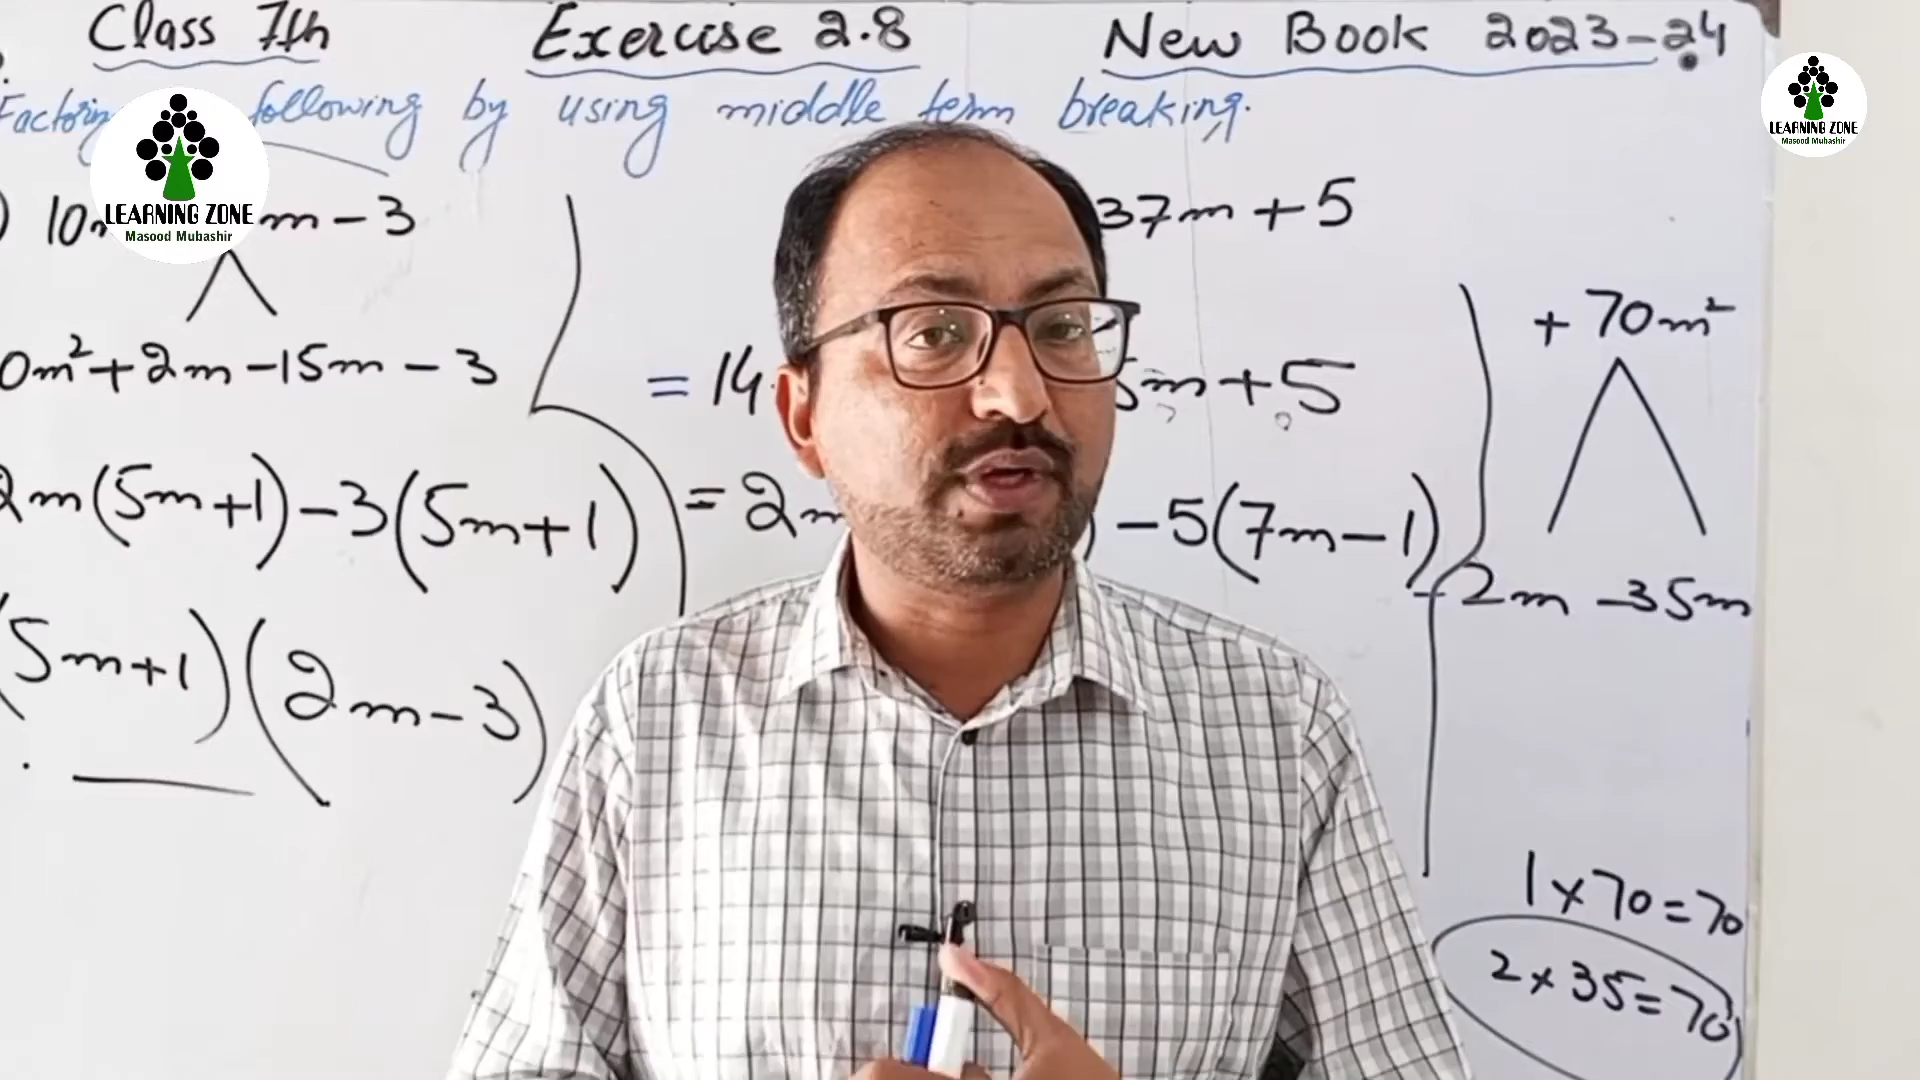 Class 7th Exercise 2.8 New Book 2023-24
following by using middle term breaking.
LEARNING ZONE
Masood Mubashir
LEARNING ZONE
Masood Mubashir
) 10m m - 3
0m² + 2m - 15m - 3
2m(5m+1) - 3(5m+1)
(5m+1)(2m-3)
37m + 5
= 14 5m + 5
= 2m ) - 5(7m-1)
+ 70m²
- 2m - 35m
1 x 70 = 70
2 x 35 = 70